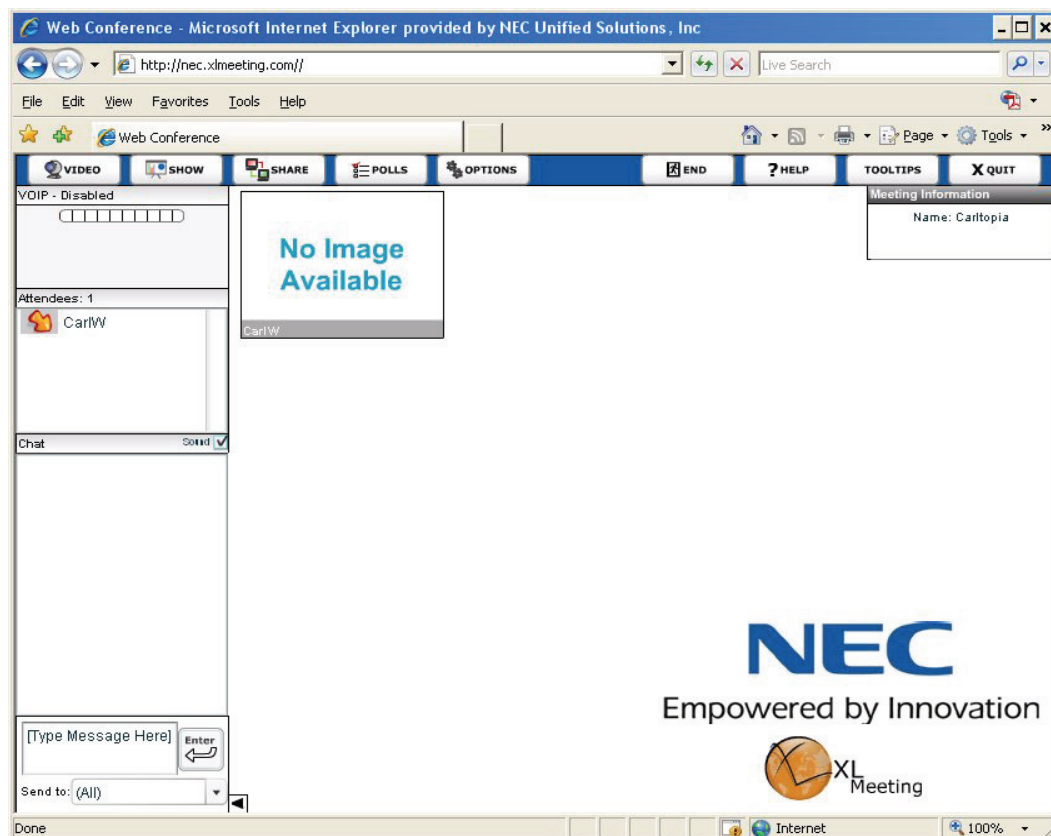 Web Conference - Microsoft Internet Explorer provided by NEC Unified Solutions, Inc
http://nec.xlmeeting.com//
Live Search
File Edit View Favorites Tools Help
Web Conference
Page Tools
VIDEO SHOW SHARE POLLS OPTIONS END ? HELP TOOLTIPS X QUIT
VOIP - Disabled
Meeting Information
Name: Carltopia
No Image
Available
CarlW
Attendees: 1
CarlW
Chat Sound
NEC
Empowered by Innovation
XL
Meeting
[Type Message Here] Enter
Send to: (All)
Done Internet 100%